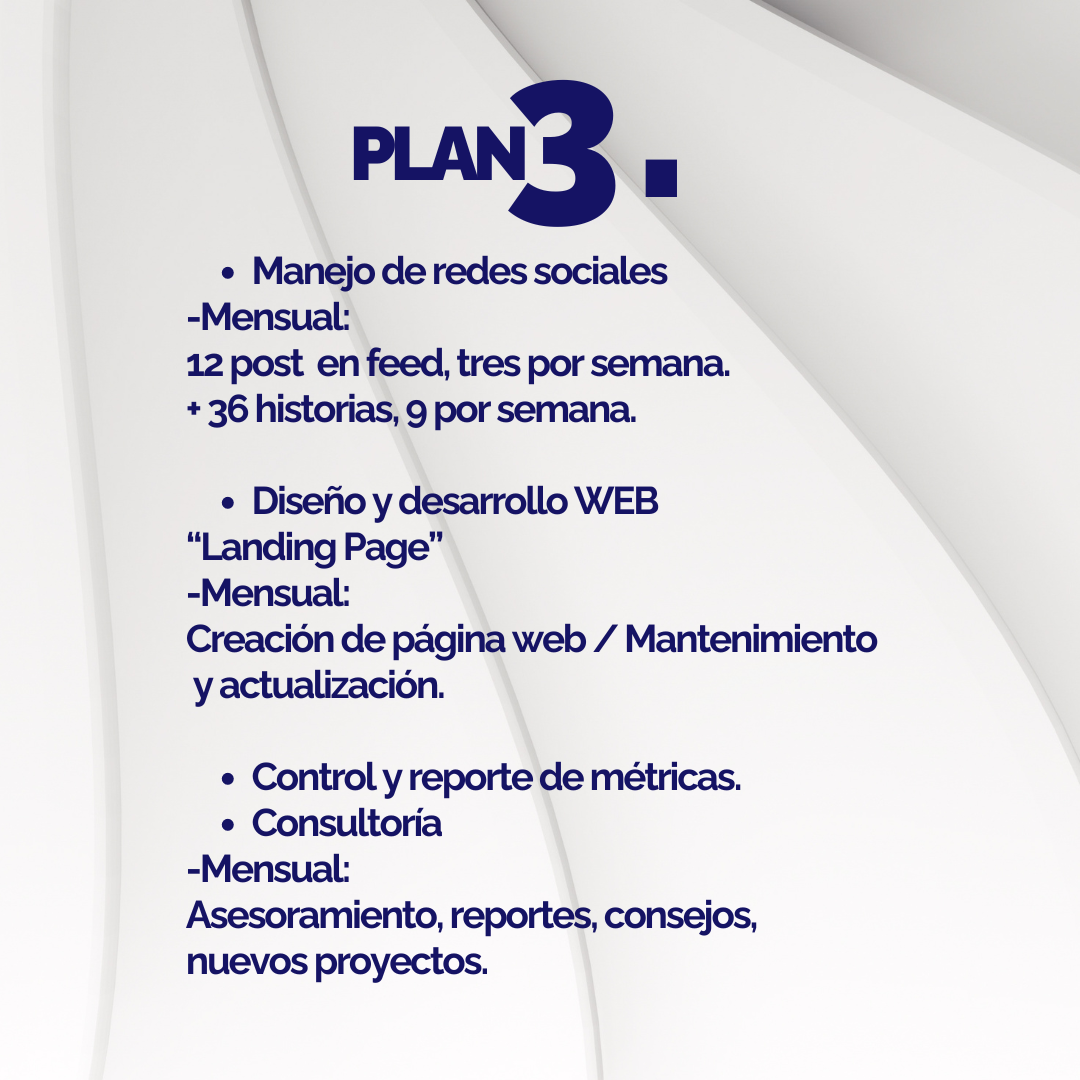 PLAN 3.
• Manejo de redes sociales
-Mensual:
12 post en feed, tres por semana.
+ 36 historias, 9 por semana.
• Diseño y desarrollo WEB
“Landing Page”
-Mensual:
Creación de página web / Mantenimiento
y actualización.
• Control y reporte de métricas.
• Consultoría
-Mensual:
Asesoramiento, reportes, consejos,
nuevos proyectos.